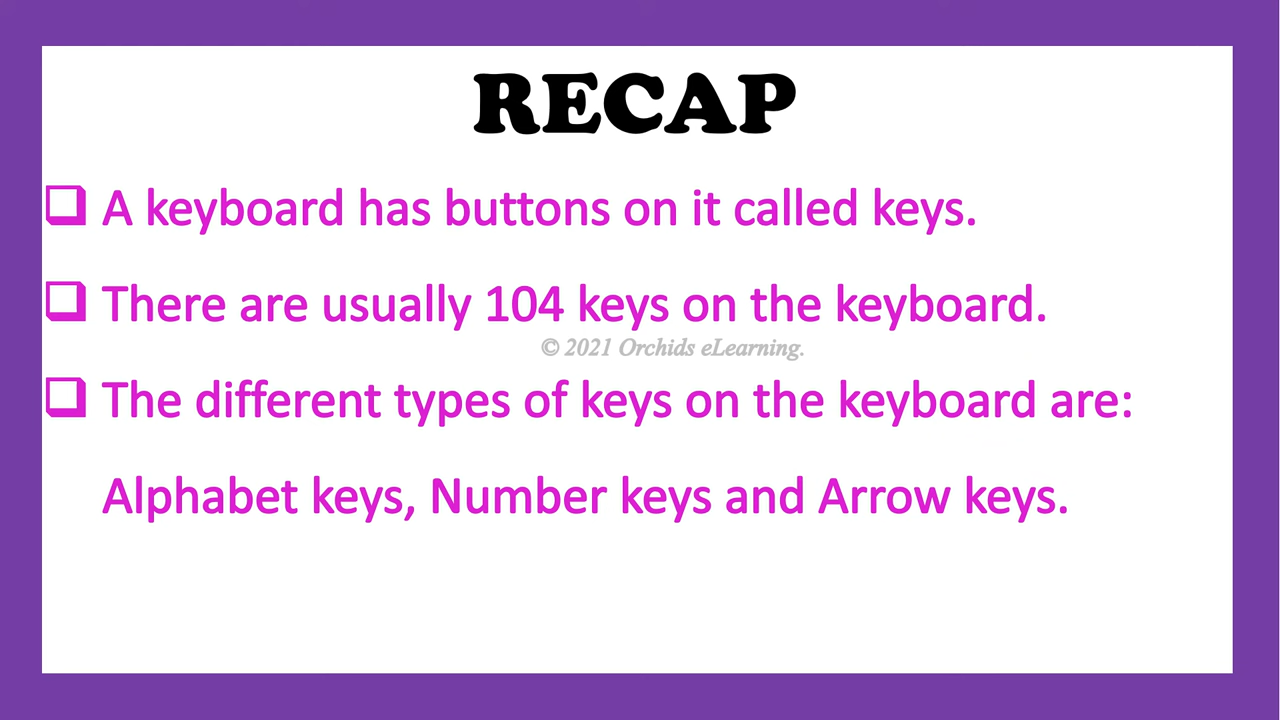 RECAP
A keyboard has buttons on it called keys.
There are usually 104 keys on the keyboard.
© 2021 Orchids eLearning.
The different types of keys on the keyboard are:
Alphabet keys, Number keys and Arrow keys.